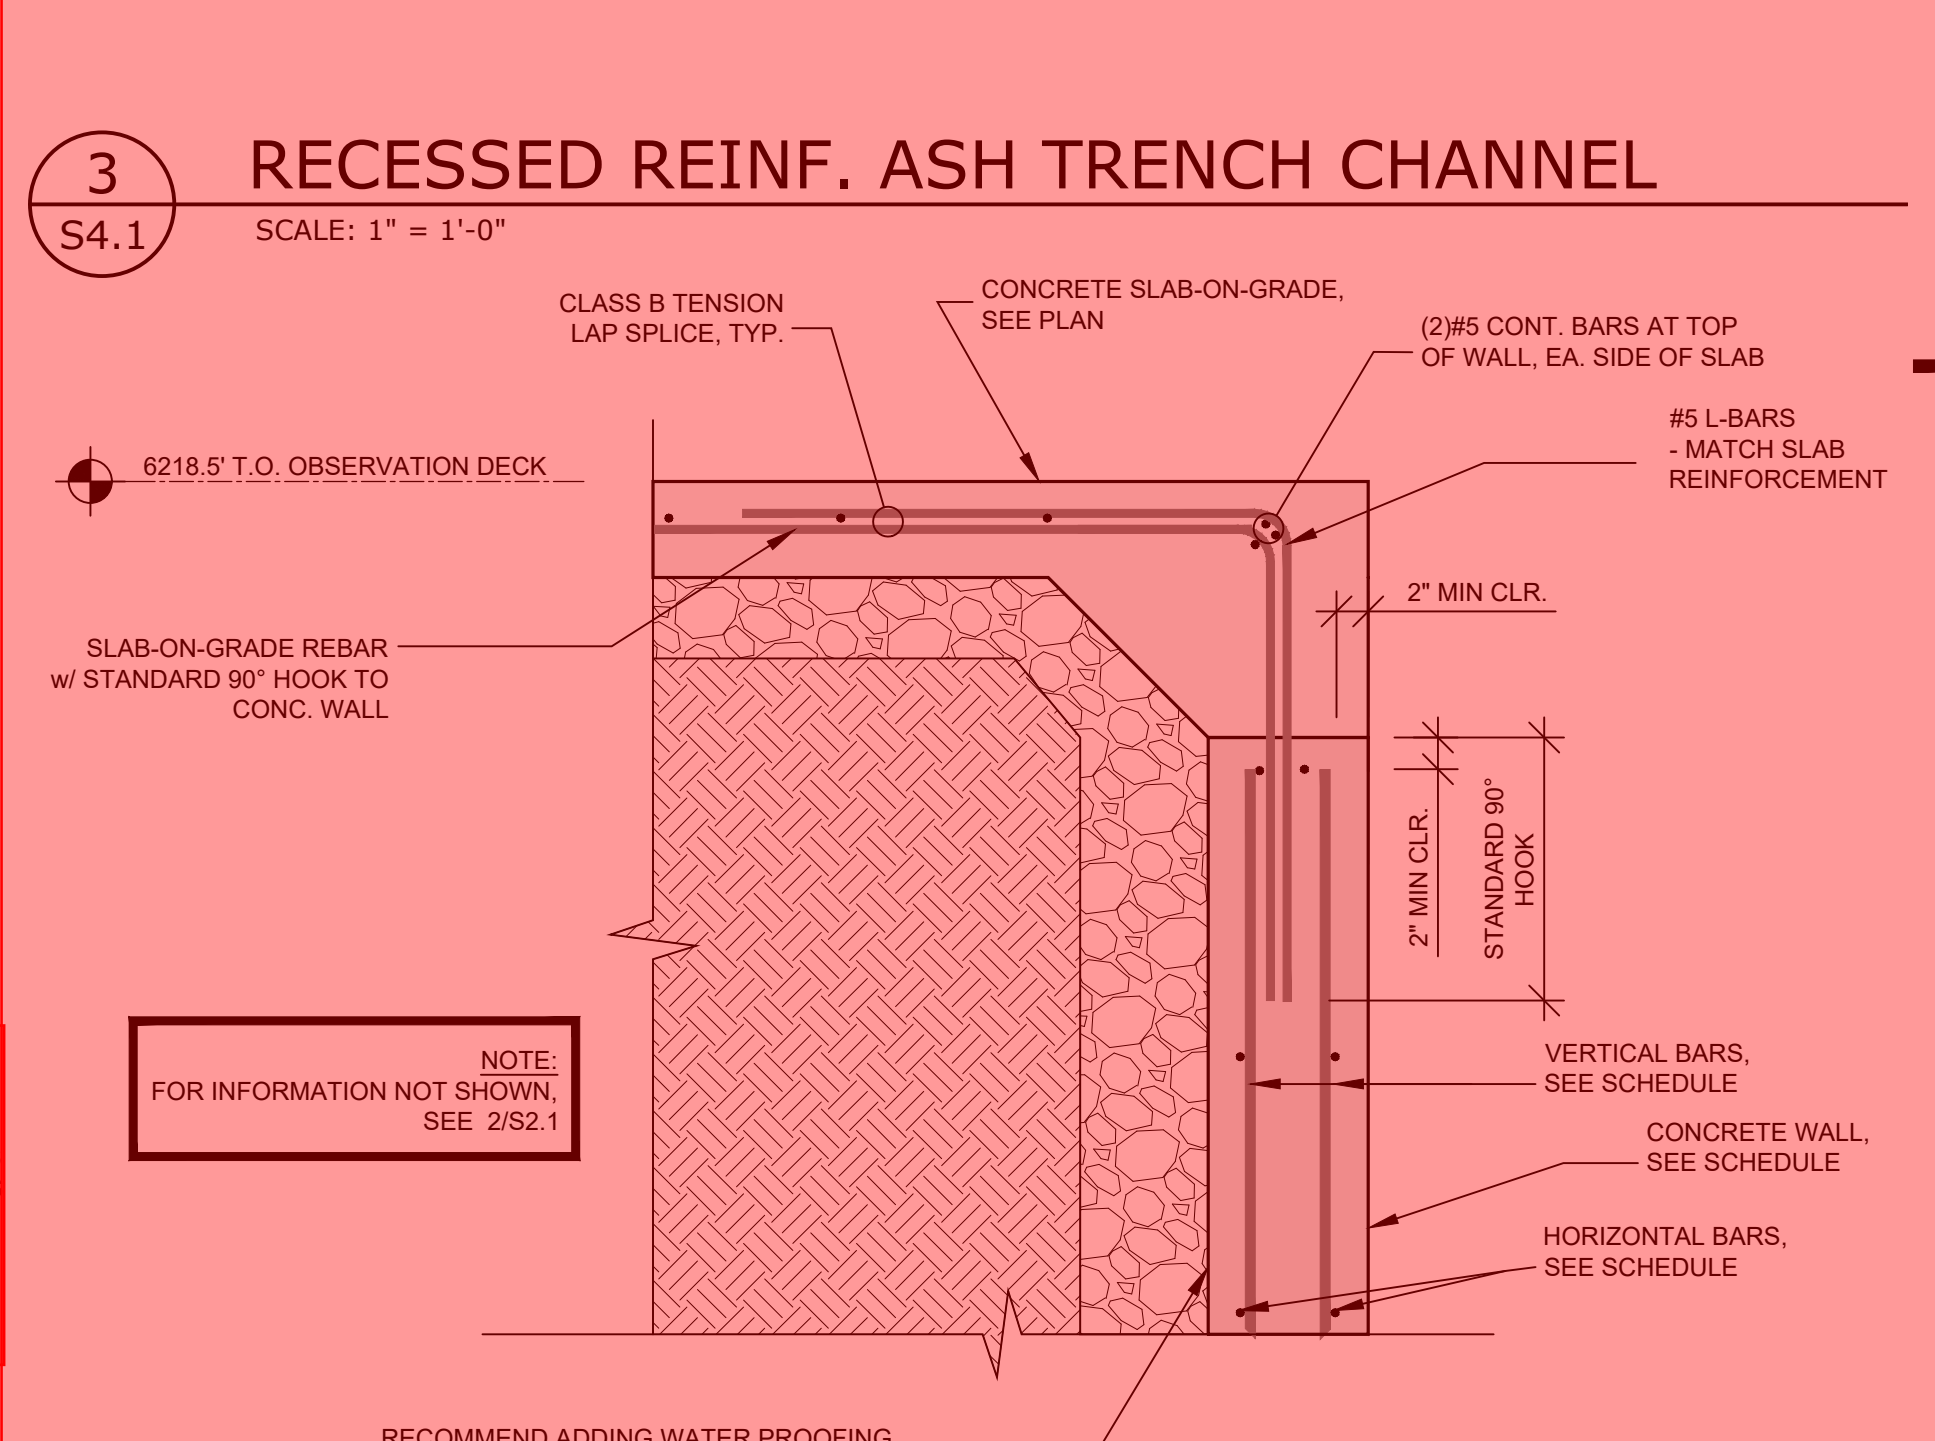 3
S4.1
RECESSED REINF. ASH TRENCH CHANNEL
SCALE: 1" = 1'-0"
CLASS B TENSION
LAP SPLICE, TYP.
CONCRETE SLAB-ON-GRADE,
SEE PLAN
(2)#5 CONT. BARS AT TOP
OF WALL, EA. SIDE OF SLAB
#5 L-BARS
- MATCH SLAB
REINFORCEMENT
6218.5' T.O. OBSERVATION DECK
2" MIN CLR.
SLAB-ON-GRADE REBAR
w/ STANDARD 90° HOOK TO
CONC. WALL
2" MIN CLR.
STANDARD 90°
HOOK
NOTE:
FOR INFORMATION NOT SHOWN,
SEE 2/S2.1
VERTICAL BARS,
SEE SCHEDULE
CONCRETE WALL,
SEE SCHEDULE
HORIZONTAL BARS,
SEE SCHEDULE
RECOMMEND ADDING WATER PROOFING